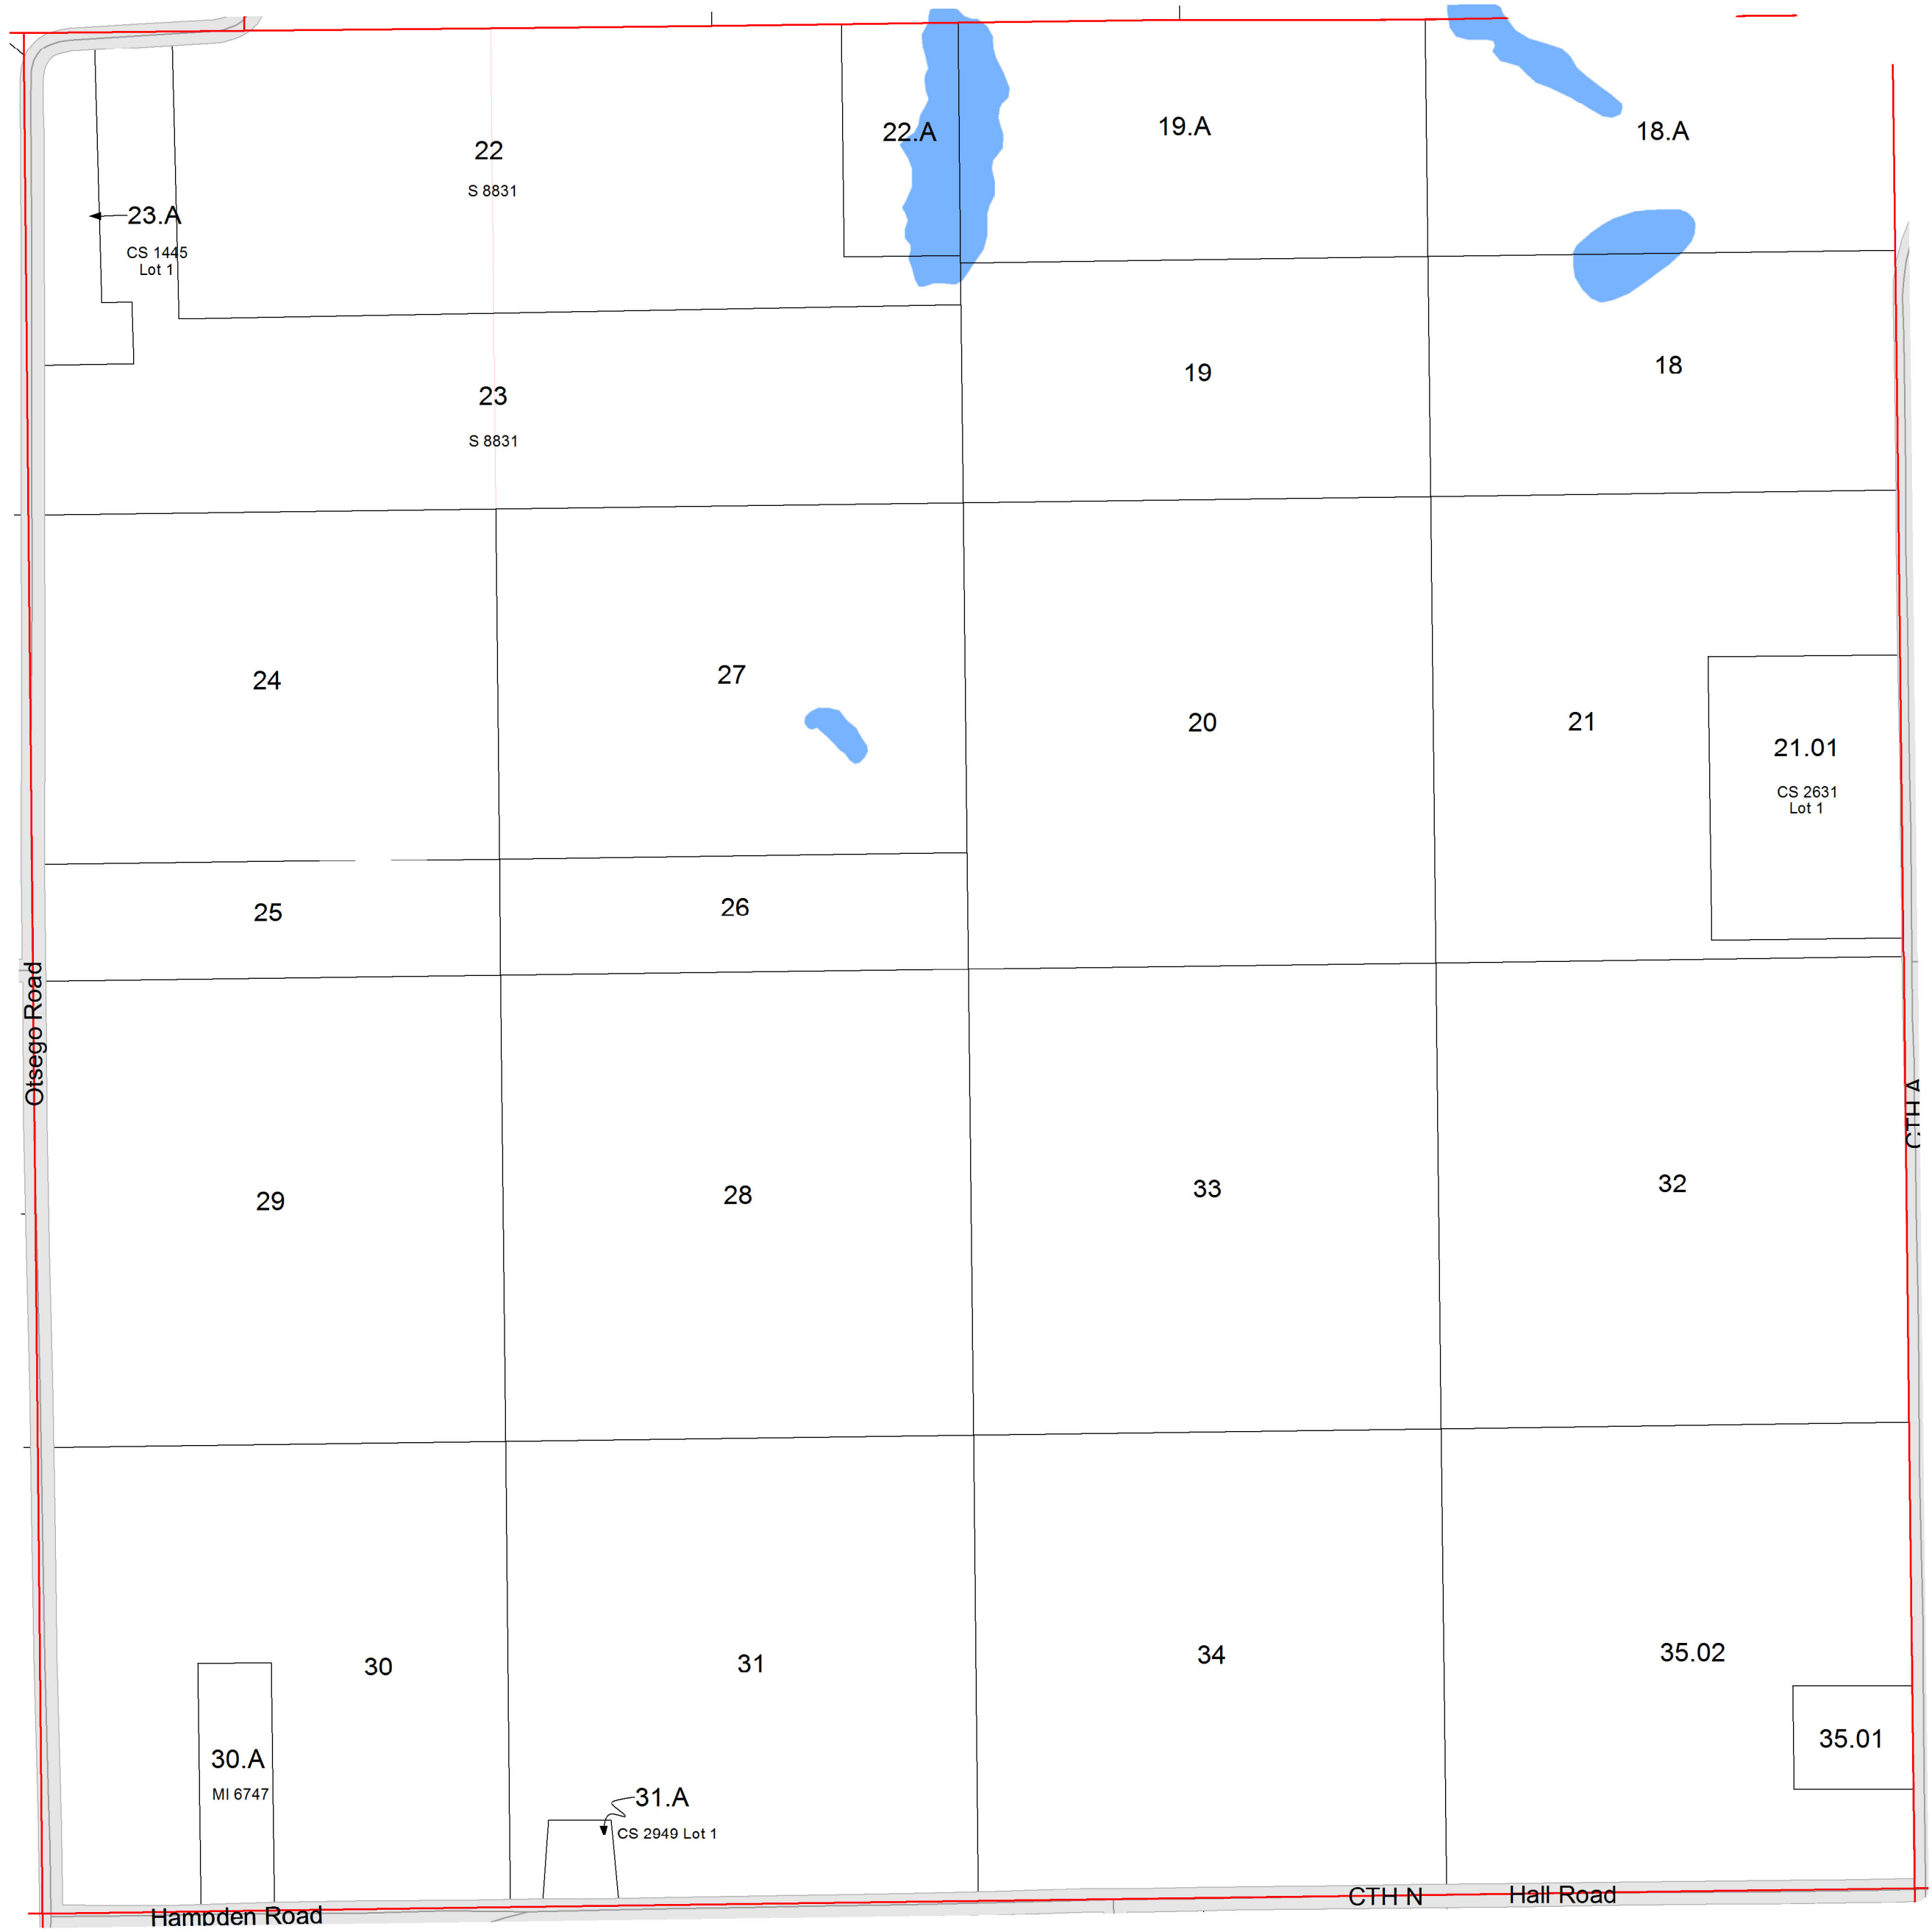 22
S 8831
22.A
19.A
18.A
23.A
CS 1445
Lot 1
23
S 8831
19
18
24
27
20
21
21.01
CS 2631
Lot 1
25
26
Otsego Road
CTH A
29
28
33
32
30
31
34
35.02
30.A
MI 6747
31.A
CS 2949 Lot 1
35.01
Hampden Road
CTH N
Hall Road